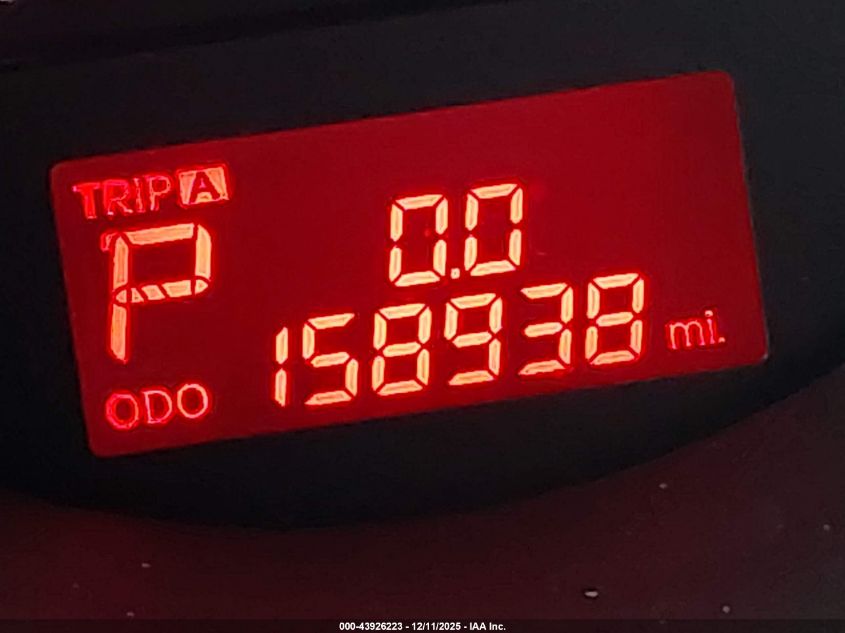 TRIP A
P
0.0
158938 mi.
ODO
000-43926223 - 12/11/2025 - IAA Inc.